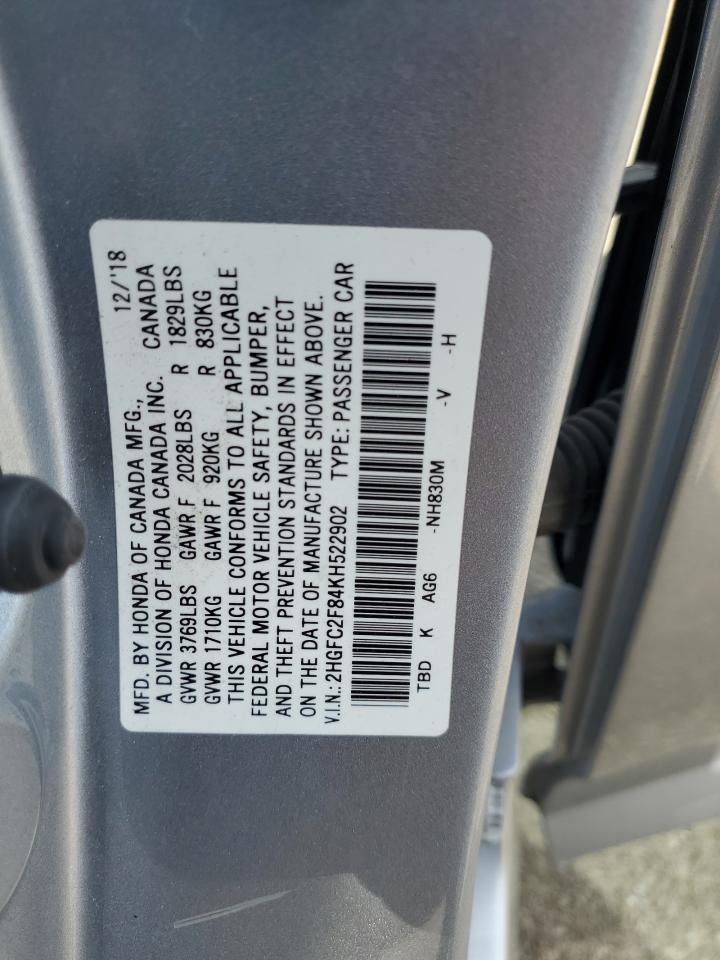 MFD. BY HONDA OF CANADA MFG., 12/'18
A DIVISION OF HONDA CANADA INC. CANADA
GVWR 3769LBS GAWR F 2028LBS R 1829LBS
GVWR 1710KG GAWR F 920KG R 830KG
THIS VEHICLE CONFORMS TO ALL APPLICABLE
FEDERAL MOTOR VEHICLE SAFETY, BUMPER,
AND THEFT PREVENTION STANDARDS IN EFFECT
ON THE DATE OF MANUFACTURE SHOWN ABOVE.
V.I.N.: 2HGFC2F84KH522902 TYPE: PASSENGER CAR
TBD K AG6 -NH830M -V -H